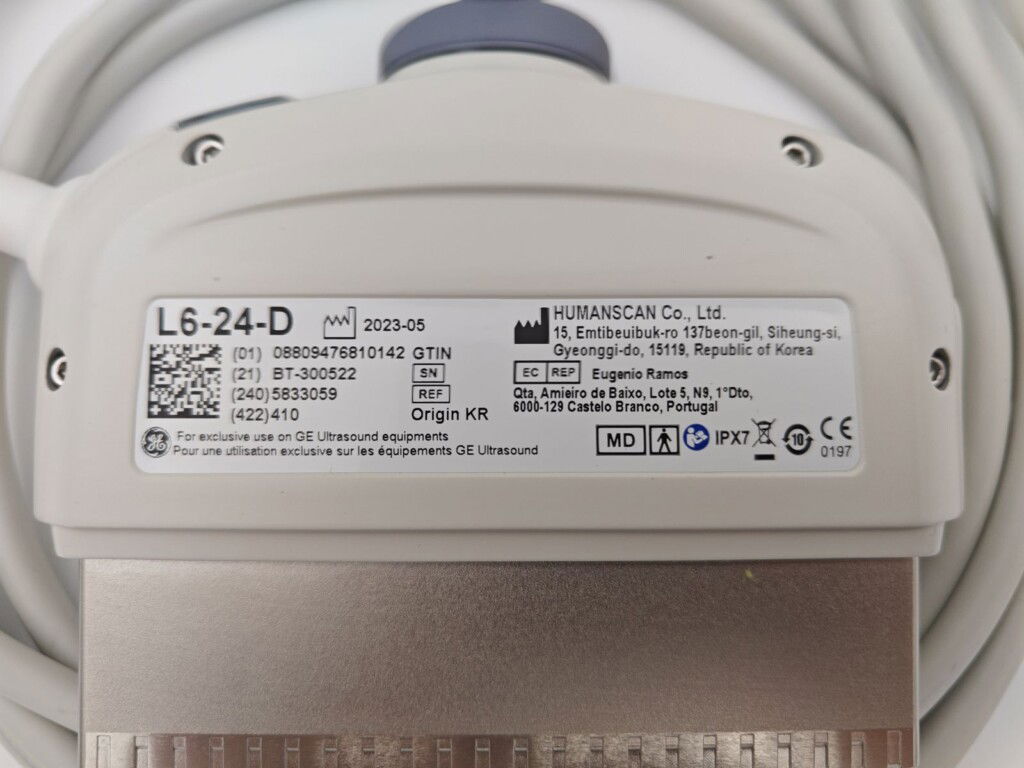 L6-24-D
2023-05
(01) 08809476810142 GTIN
(21) BT-300522 SN
(240) 5833059 REF
(422) 410 Origin KR
GE For exclusive use on GE Ultrasound equipments
Pour une utilisation exclusive sur les équipements GE Ultrasound
HUMANSCAN Co., Ltd.
15, Emtibeuibuk-ro 137beon-gil, Siheung-si,
Gyeonggi-do, 15119, Republic of Korea
EC REP Eugenio Ramos
Qta, Amieiro de Baixo, Lote 5, N9, 1°Dto,
6000-129 Castelo Branco, Portugal
MD IPX7 10 CE
0197